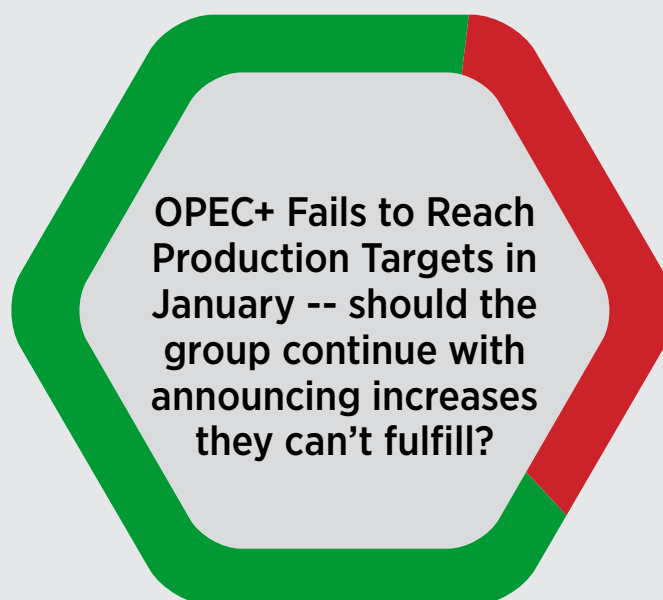 OPEC+ Fails to Reach
Production Targets in
January -- should the
group continue with
announcing increases
they can’t fulfill?